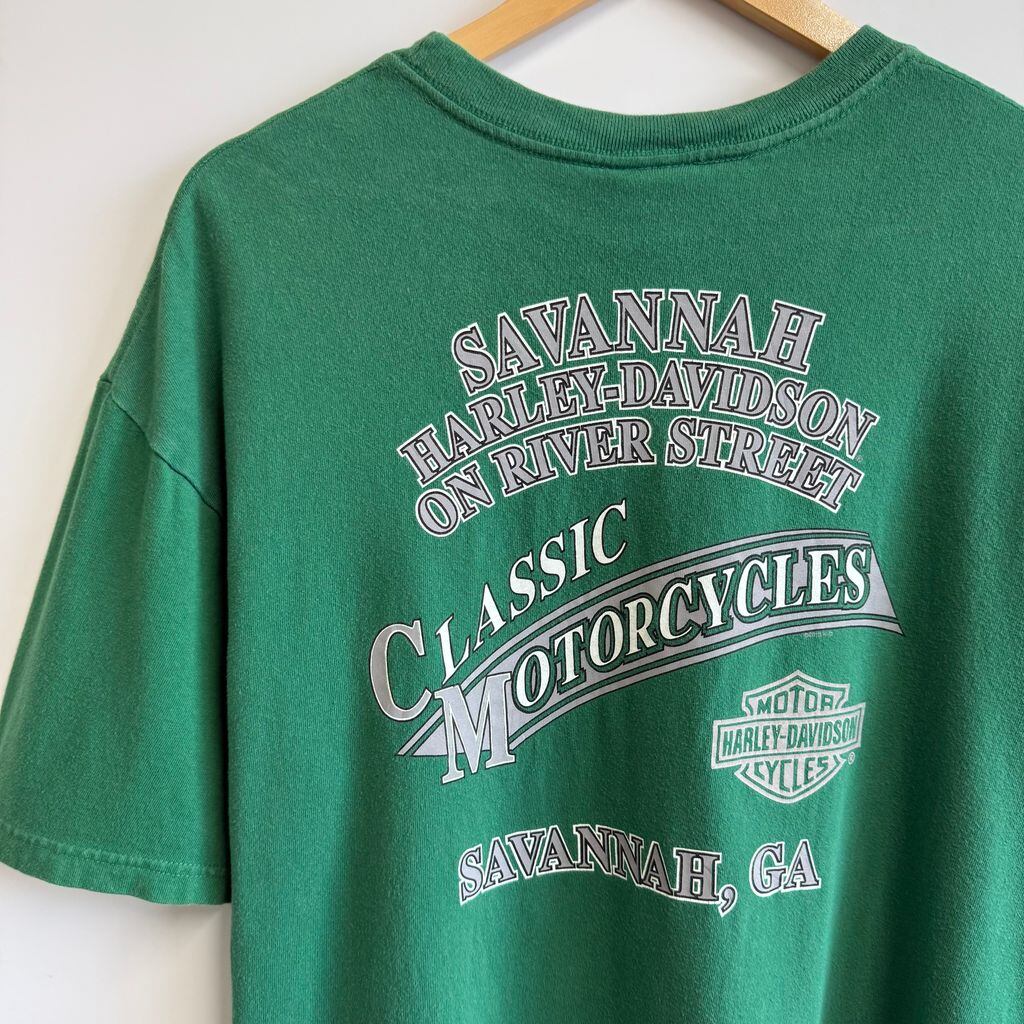 SAVANNAH
HARLEY-DAVIDSON
ON RIVER STREET
CLASSIC
MOTORCYCLES
MOTOR
HARLEY-DAVIDSON
CYCLES
®
SAVANNAH, GA